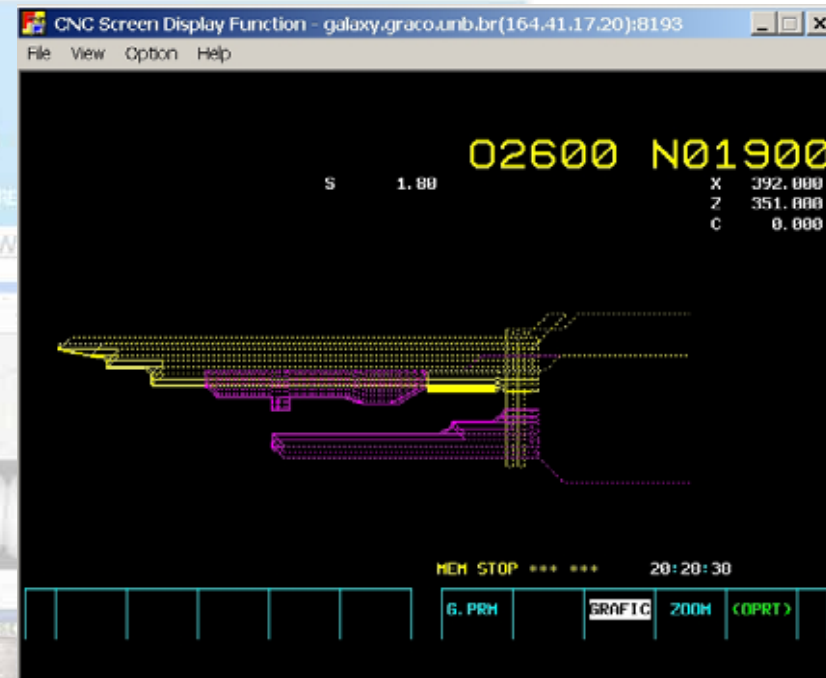 CNC Screen Display Function - galaxy.graco.unb.br(164.41.17.20):8193
File View Option Help
O2600 N01900
S 1.80 X 392.000
Z 351.000
C 0.000
MEM STOP *** *** 20:20:30
G.PRM GRAFIC ZOOM (OPRT)